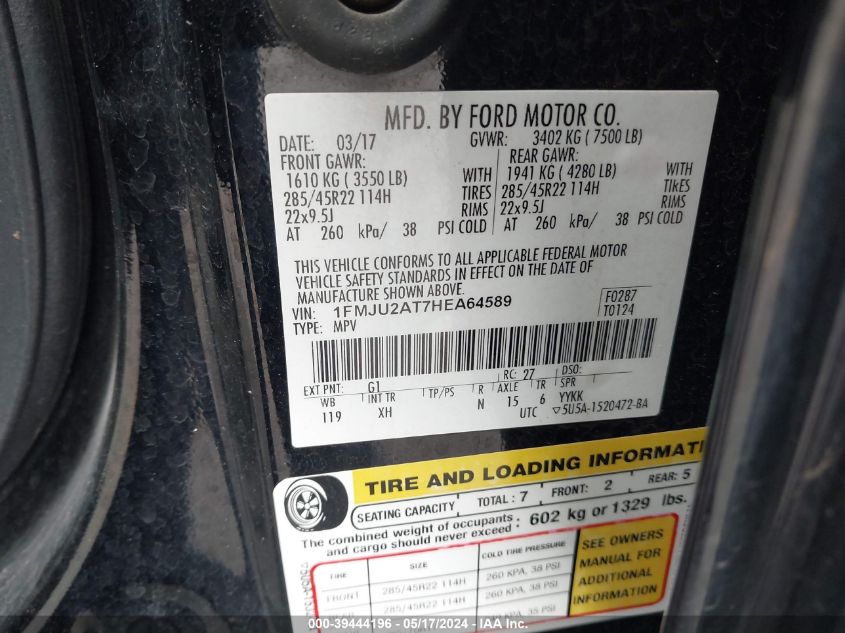 MFD. BY FORD MOTOR CO.
DATE: 03/17 GVWR: 3402 KG ( 7500 LB)
FRONT GAWR: REAR GAWR:
1610 KG ( 3550 LB) WITH 1941 KG ( 4280 LB) WITH
285/45R22 114H TIRES 285/45R22 114H TIRES
22x9.5J RIMS 22x9.5J RIMS
AT 260 kPa/ 38 PSI COLD AT 260 kPa/ 38 PSI COLD
THIS VEHICLE CONFORMS TO ALL APPLICABLE FEDERAL MOTOR
VEHICLE SAFETY STANDARDS IN EFFECT ON THE DATE OF
MANUFACTURE SHOWN ABOVE.
VIN: 1FMJU2AT7HEA64589 F0287
TYPE: MPV T0124
RC: 27 DSO:
EXT PNT: G1
WB INT TR TP/PS R AXLE TR SPR
119 XH N 15 6 YYKK
UTC ▽5U5A-1520472-BA
TIRE AND LOADING INFORMATI
SEATING CAPACITY TOTAL : 7 FRONT: 2 REAR: 5
The combined weight of occupants and cargo should never exceed : 602 kg or 1329 lbs.
TIRE SIZE COLD TIRE PRESSURE
FRONT 285/45R22 114H 260 KPA, 38 PSI
285/45R22 114H 260 KPA, 38 PSI
35 PSI
SEE OWNERS
MANUAL FOR
ADDITIONAL
INFORMATION
000-39444196 - 05/17/2024 - IAA Inc.